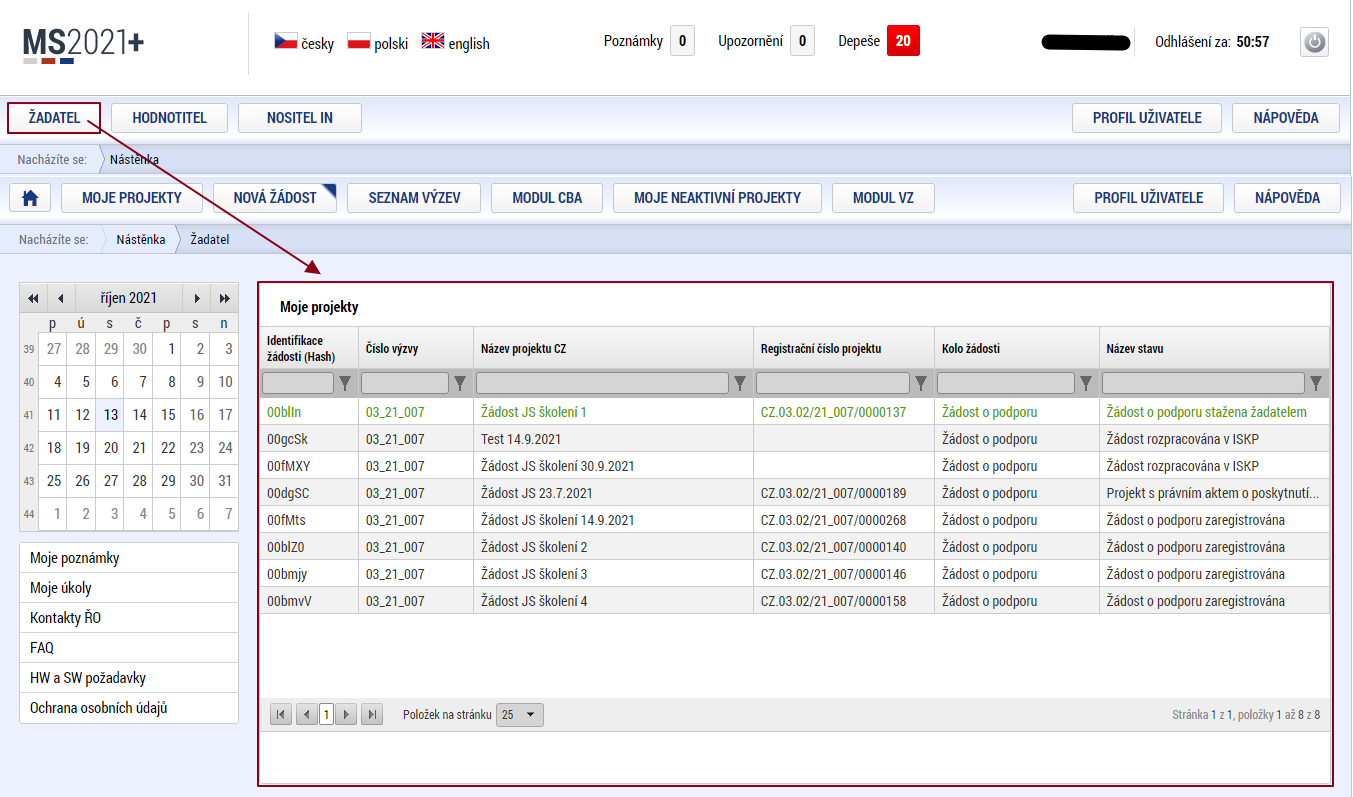 MS2021+
česky polski english
Poznámky 0 Upozornění 0 Depeše 20
Odhlášení za: 50:57
ŽADATEL HODNOTITEL NOSITEL IN PROFIL UŽIVATELE NÁPOVĚDA
Nacházíte se: Nástěnka
MOJE PROJEKTY NOVÁ ŽÁDOST SEZNAM VÝZEV MODUL CBA MOJE NEAKTIVNÍ PROJEKTY MODUL VZ PROFIL UŽIVATELE NÁPOVĚDA
Nacházíte se: Nástěnka Žadatel
říjen 2021
p ú s č p s n
39 27 28 29 30 1 2 3
40 4 5 6 7 8 9 10
41 11 12 13 14 15 16 17
42 18 19 20 21 22 23 24
43 25 26 27 28 29 30 31
44 1 2 3 4 5 6 7
Moje poznámky
Moje úkoly
Kontakty ŘO
FAQ
HW a SW požadavky
Ochrana osobních údajů
Moje projekty
Identifikace žádosti (Hash) Číslo výzvy Název projektu CZ Registrační číslo projektu Kolo žádosti Název stavu
00blIn 03_21_007 Žádost JS školení 1 CZ.03.02/21_007/0000137 Žádost o podporu Žádost o podporu stažena žadatelem
00gcSk 03_21_007 Test 14.9.2021 Žádost o podporu Žádost rozpracována v ISKP
00fMXY 03_21_007 Žádost JS školení 30.9.2021 Žádost o podporu Žádost rozpracována v ISKP
00dgSC 03_21_007 Žádost JS 23.7.2021 CZ.03.02/21_007/0000189 Žádost o podporu Projekt s právním aktem o poskytnutí...
00fMts 03_21_007 Žádost JS školení 14.9.2021 CZ.03.02/21_007/0000268 Žádost o podporu Žádost o podporu zaregistrována
00blZ0 03_21_007 Žádost JS školení 2 CZ.03.02/21_007/0000140 Žádost o podporu Žádost o podporu zaregistrována
00bmjy 03_21_007 Žádost JS školení 3 CZ.03.02/21_007/0000146 Žádost o podporu Žádost o podporu zaregistrována
00bmvV 03_21_007 Žádost JS školení 4 CZ.03.02/21_007/0000158 Žádost o podporu Žádost o podporu zaregistrována
1 Položek na stránku 25 Stránka 1 z 1, položky 1 až 8 z 8